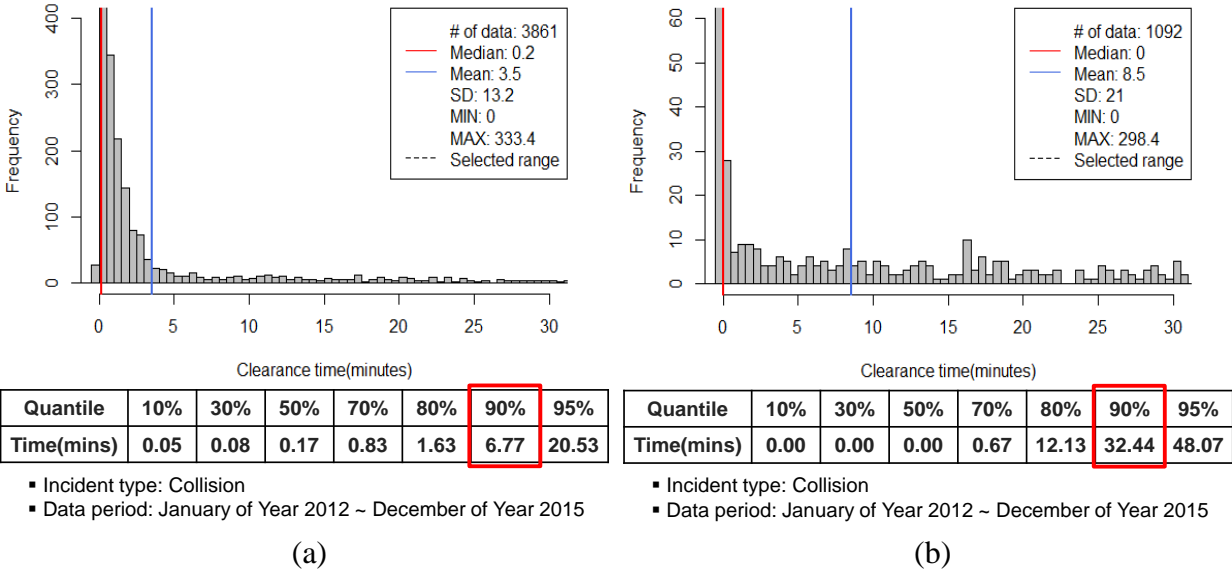 400
300
200
100
0
Frequency
# of data: 3861
Median: 0.2
Mean: 3.5
SD: 13.2
MIN: 0
MAX: 333.4
Selected range
0 5 10 15 20 25 30
Clearance time(minutes)
Quantile 10% 30% 50% 70% 80% 90% 95%
Time(mins) 0.05 0.08 0.17 0.83 1.63 6.77 20.53
▪ Incident type: Collision
▪ Data period: January of Year 2012 ~ December of Year 2015
(a)
60
50
40
30
20
10
0
Frequency
# of data: 1092
Median: 0
Mean: 8.5
SD: 21
MIN: 0
MAX: 298.4
Selected range
0 5 10 15 20 25 30
Clearance time(minutes)
Quantile 10% 30% 50% 70% 80% 90% 95%
Time(mins) 0.00 0.00 0.00 0.67 12.13 32.44 48.07
▪ Incident type: Collision
▪ Data period: January of Year 2012 ~ December of Year 2015
(b)